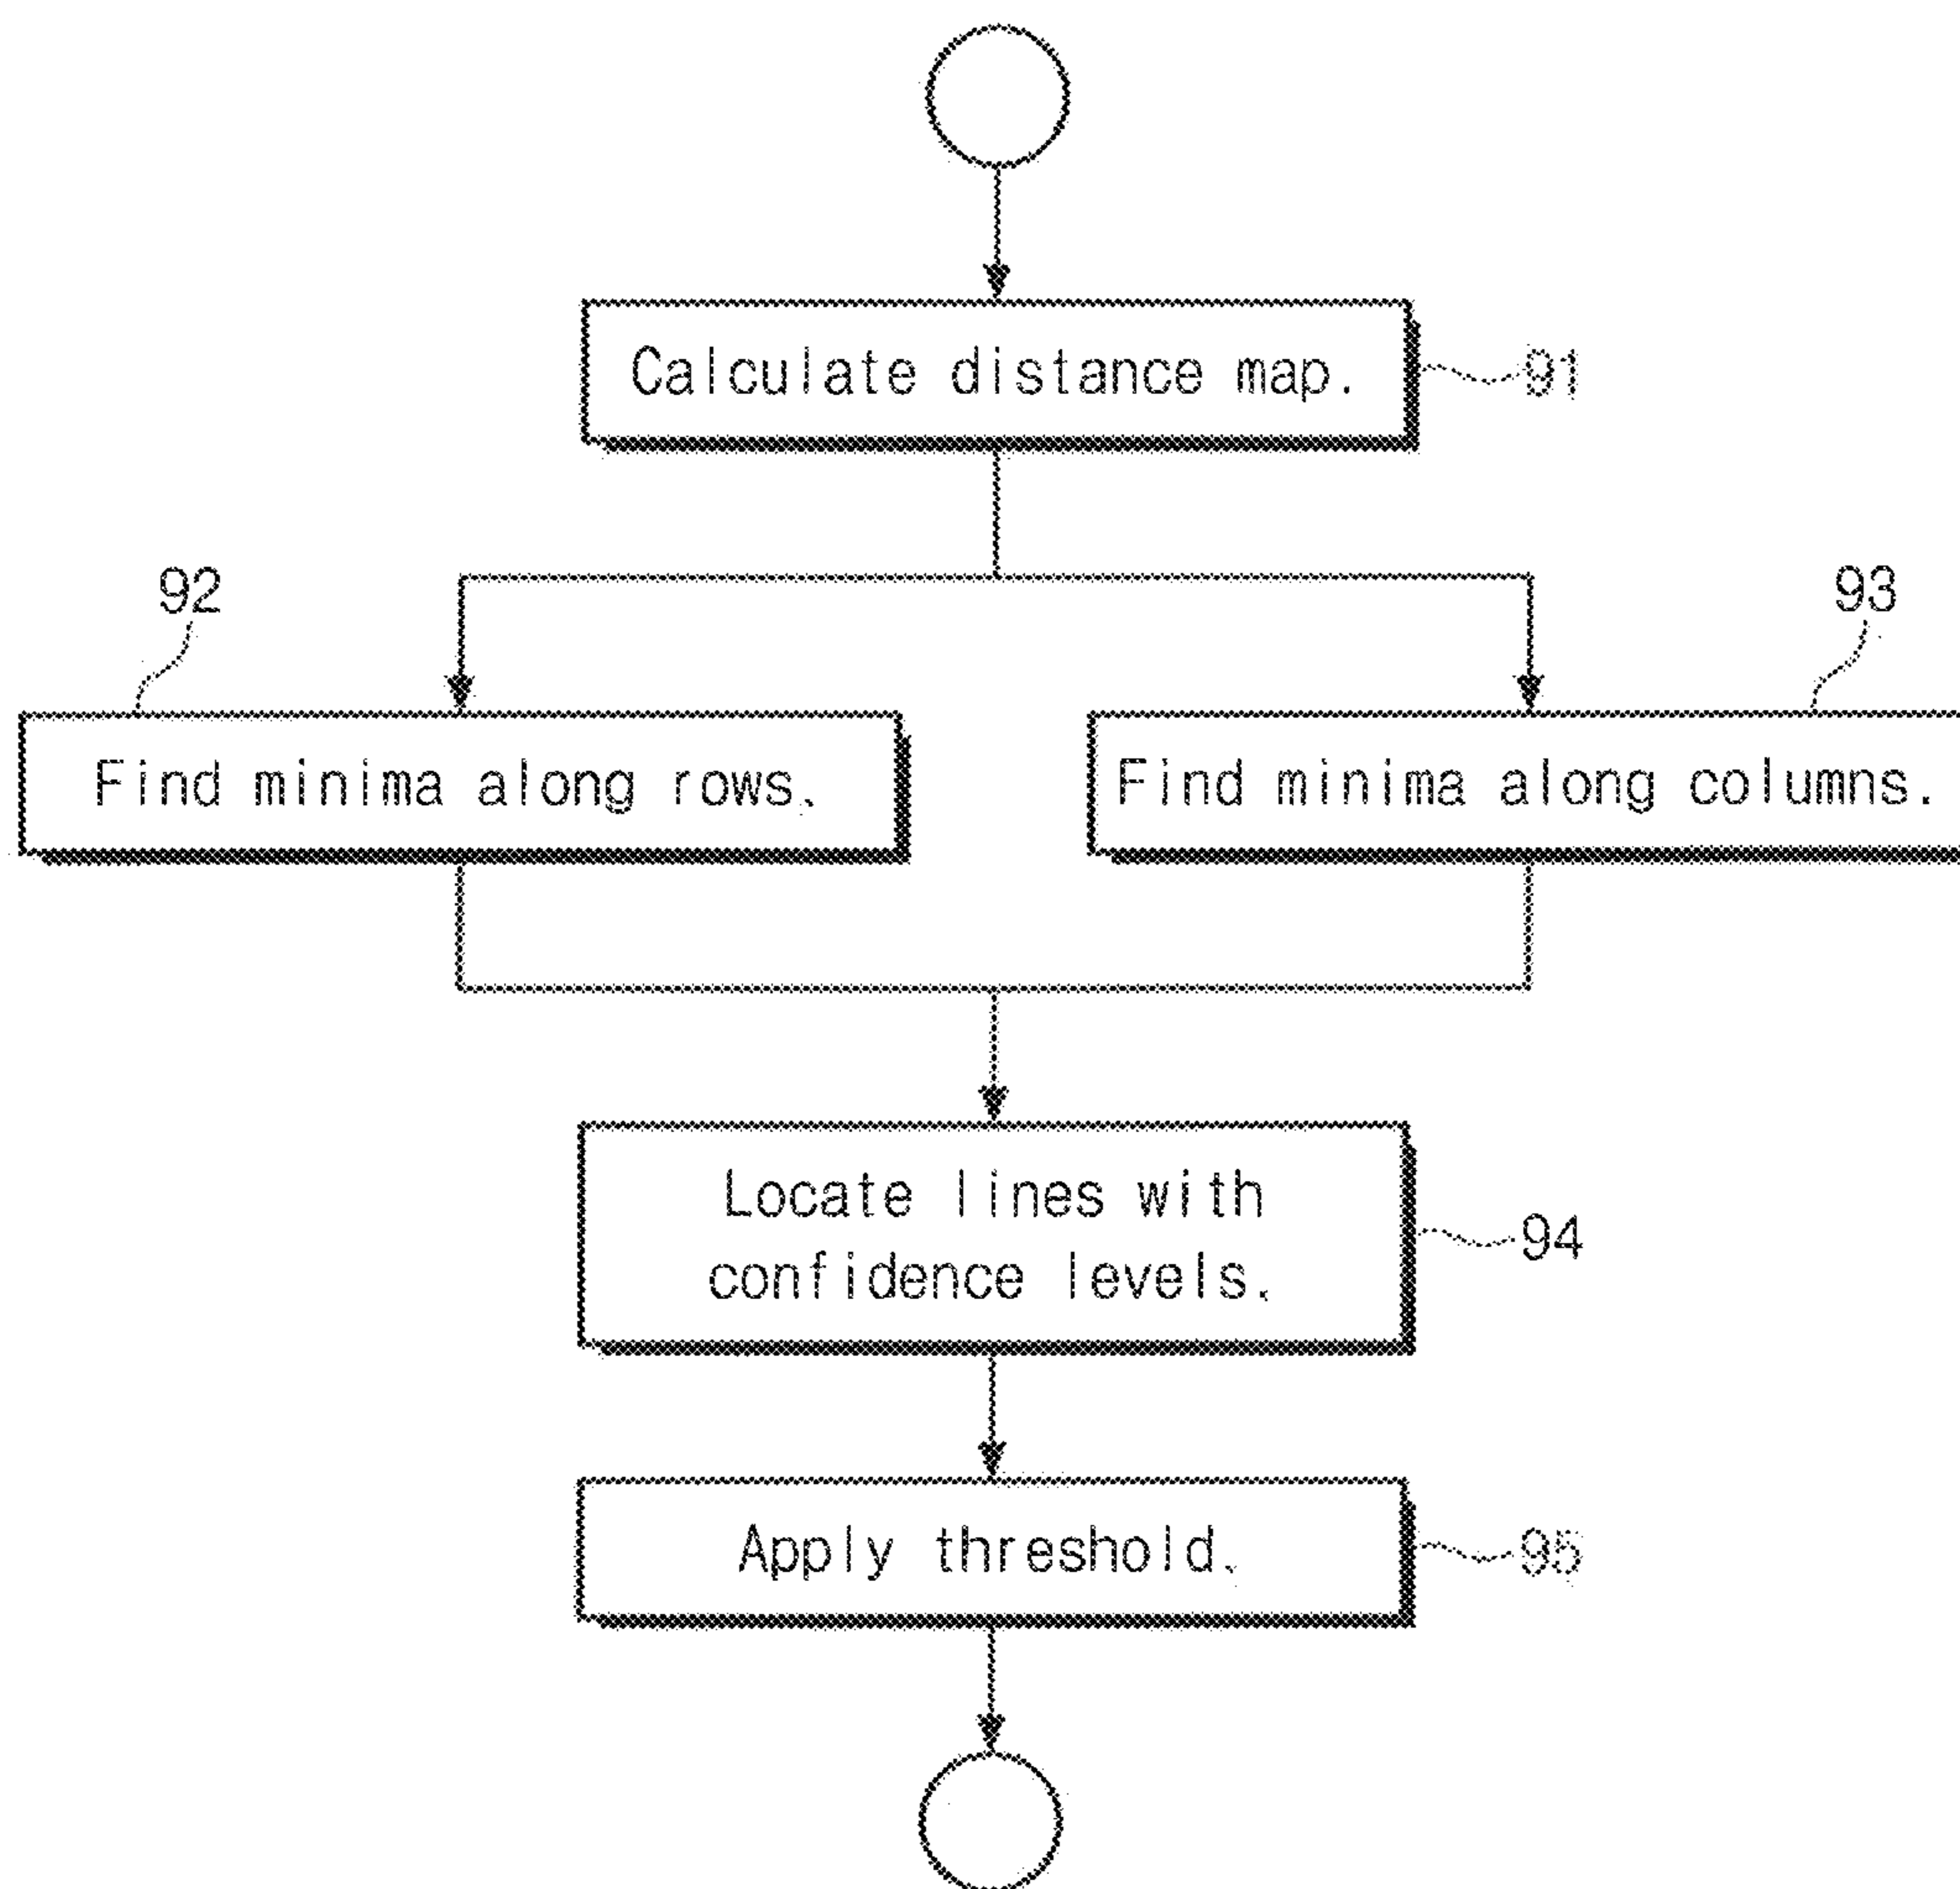 Calculate distance map.
91
92
93
Find minima along rows.
Find minima along columns.
Locate lines with
confidence levels.
94
Apply threshold.
95